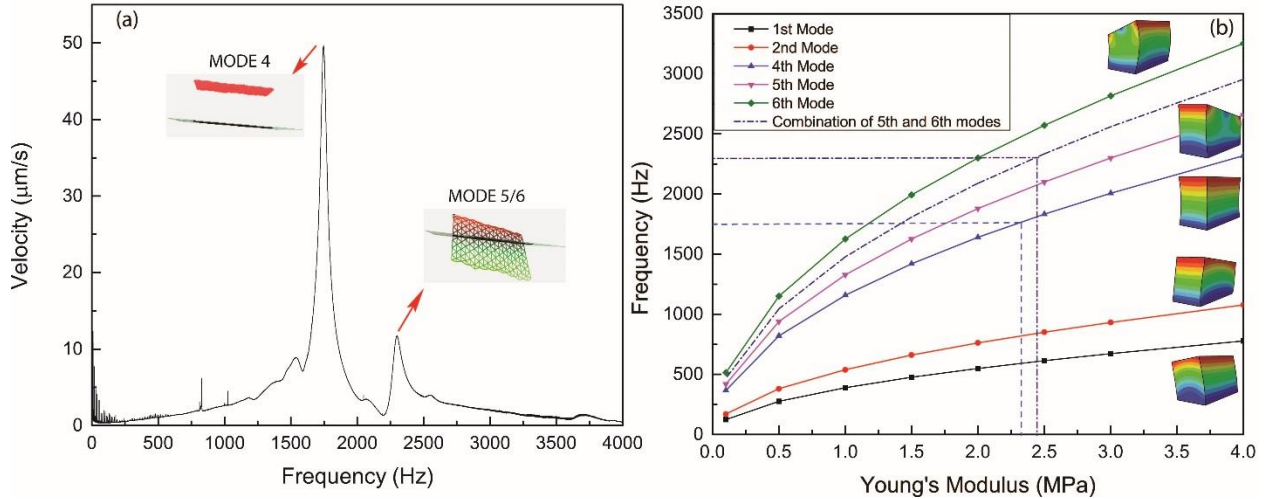 (a)
50
40
30
20
10
0
Velocity (μm/s)
MODE 4
MODE 5/6
0 500 1000 1500 2000 2500 3000 3500 4000
Frequency (Hz)
(b)
3500
3000
2500
2000
1500
1000
500
0
Frequency (Hz)
1st Mode
2nd Mode
4th Mode
5th Mode
6th Mode
Combination of 5th and 6th modes
0.0 0.5 1.0 1.5 2.0 2.5 3.0 3.5 4.0
Young's Modulus (MPa)